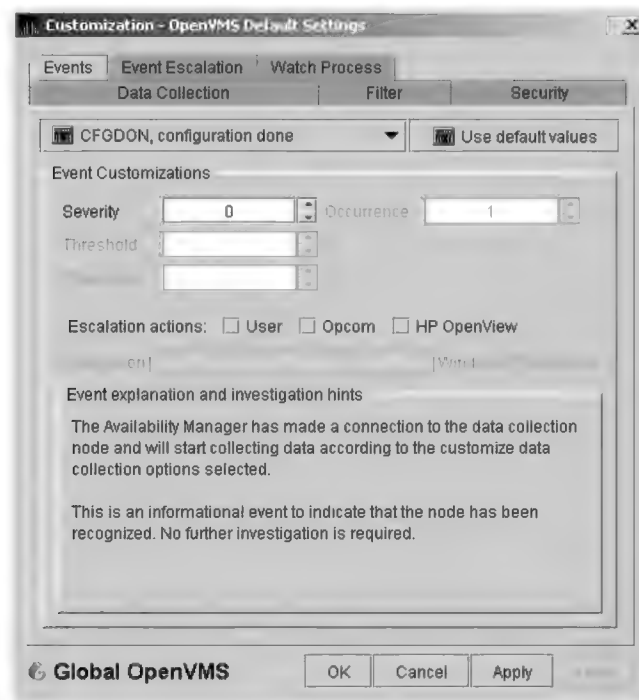 Customization - OpenVMS Default Settings
Events Event Escalation Watch Process
Data Collection Filter Security
CFGDON, configuration done Use default values
Event Customizations
Severity 0 Occurrence 1
Threshold
Escalation actions: User Opcom HP OpenView
Event explanation and investigation hints
The Availability Manager has made a connection to the data collection
node and will start collecting data according to the customize data
collection options selected.
This is an informational event to indicate that the node has been
recognized. No further investigation is required.
Global OpenVMS OK Cancel Apply